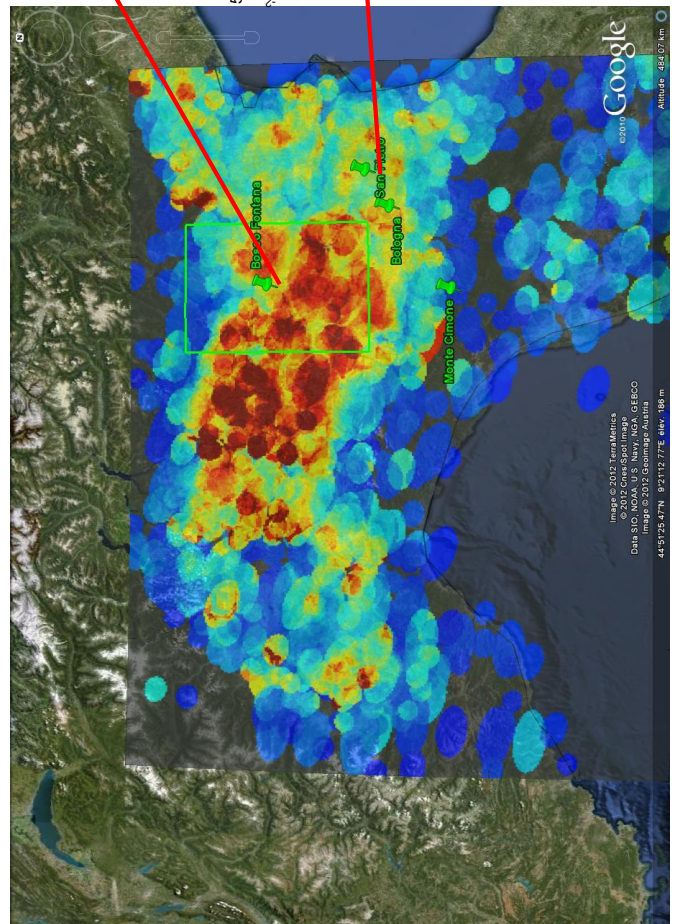 N
Bosco Fontana
San Pietro
Bologna
Monte Cimone
©2010 Google
Image © 2012 TerraMetrics
© 2012 Cnes/Spot Image
Data SIO, NOAA, U.S. Navy, NGA, GEBCO
Image © 2012 GeoImage Austria
44°51'25.47"N 9°21'12.77"E elev. 186 m
Altitude 484.07 km